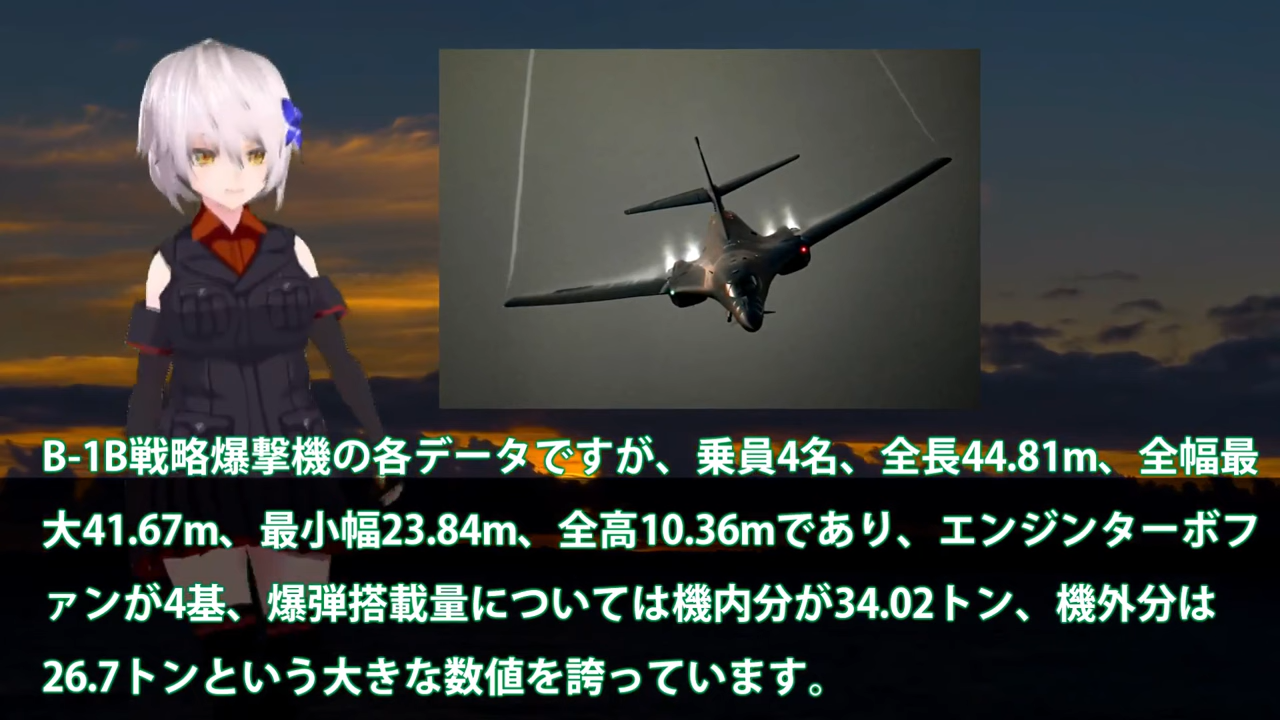 B-1B戦略爆撃機の各データですが、乗員4名、全長44.81m、全幅最
大41.67m、最小幅23.84m、全高10.36mであり、エンジンターボフ
ァンが4基、爆弾搭載量については機内分が34.02トン、機外分は
26.7トンという大きな数値を誇っています。